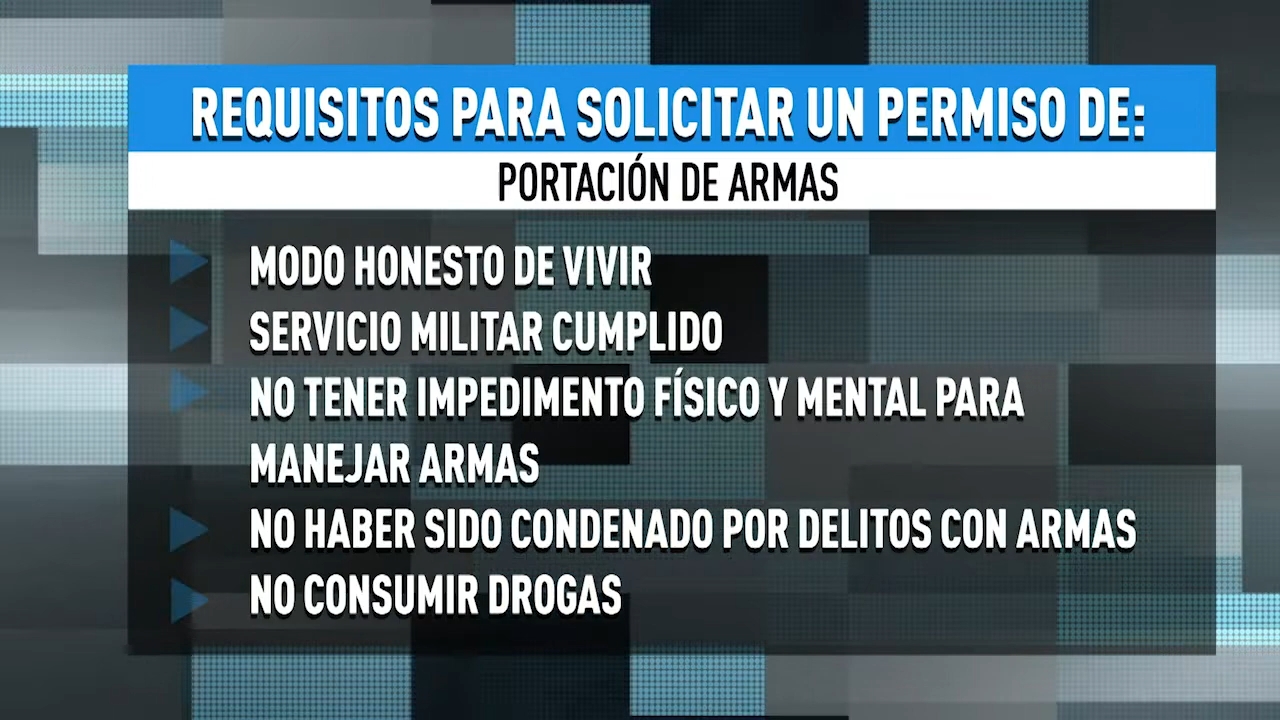 REQUISITOS PARA SOLICITAR UN PERMISO DE:
PORTACIÓN DE ARMAS
MODO HONESTO DE VIVIR
SERVICIO MILITAR CUMPLIDO
NO TENER IMPEDIMENTO FÍSICO Y MENTAL PARA
MANEJAR ARMAS
NO HABER SIDO CONDENADO POR DELITOS CON ARMAS
NO CONSUMIR DROGAS